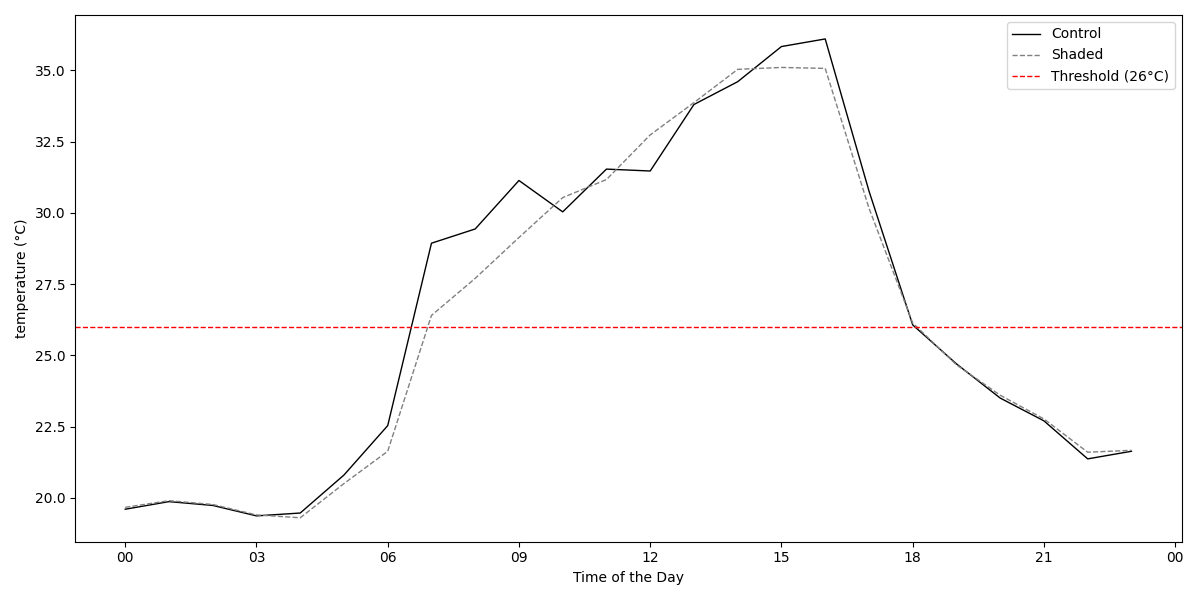 Control
Shaded
Threshold (26°C)
temperature (°C)
35.0
32.5
30.0
27.5
25.0
22.5
20.0
00 03 06 09 12 15 18 21 00
Time of the Day